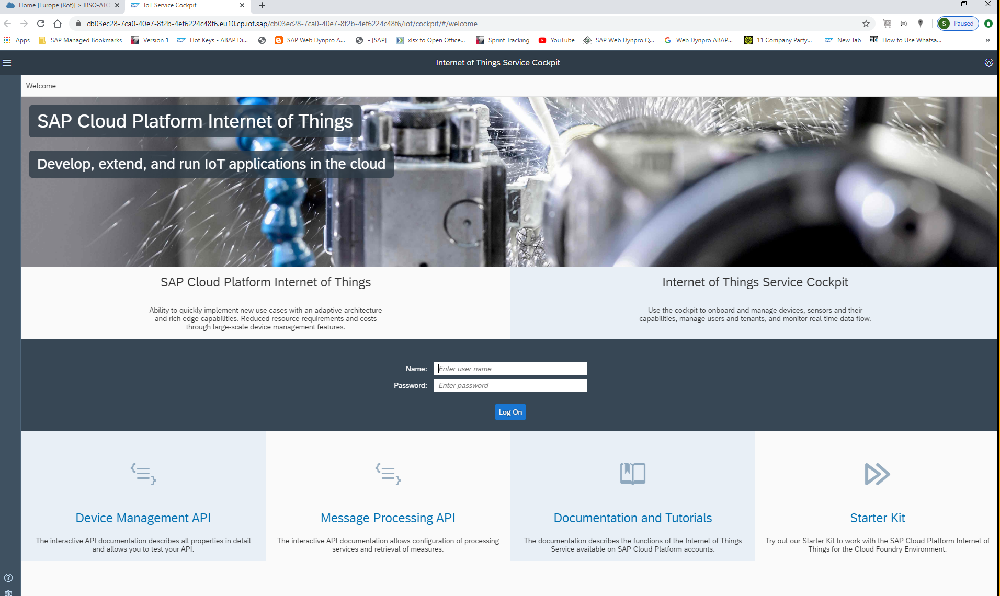 Home [Europe (Rot)] > IBSO-ATC
IoT Service Cockpit
cb03ec28-7ca0-40e7-8f2b-4ef6224c48f6.eu10.cp.iot.sap/cb03ec28-7ca0-40e7-8f2b-4ef6224c48f6/iot/cockpit/#/welcome
S Paused
Apps
SAP Managed Bookmarks
Version 1
Hot Keys - ABAP Di...
SAP Web Dynpro A...
- [SAP]
xlsx to Open Office...
Sprint Tracking
YouTube
SAP Web Dynpro Q...
Web Dynpro ABAP...
11 Company Party...
New Tab
How to Use Whatsa...
Internet of Things Service Cockpit
Welcome
SAP Cloud Platform Internet of Things
Develop, extend, and run IoT applications in the cloud
SAP Cloud Platform Internet of Things
Ability to quickly implement new use cases with an adaptive architecture
and rich edge capabilities. Reduced resource requirements and costs
through large-scale device management features.
Internet of Things Service Cockpit
Use the cockpit to onboard and manage devices, sensors and their
capabilities, manage users and tenants, and monitor real-time data flow.
Name: Enter user name
Password: Enter password
Log On
Device Management API
The interactive API documentation describes all properties in detail
and allows you to test your API.
Message Processing API
The interactive API documentation allows configuration of processing
services and retrieval of measures.
Documentation and Tutorials
The documentation describes the functions of the Internet of Things
Service available on SAP Cloud Platform accounts.
Starter Kit
Try out our Starter Kit to work with the SAP Cloud Platform Internet of
Things for the Cloud Foundry Environment.